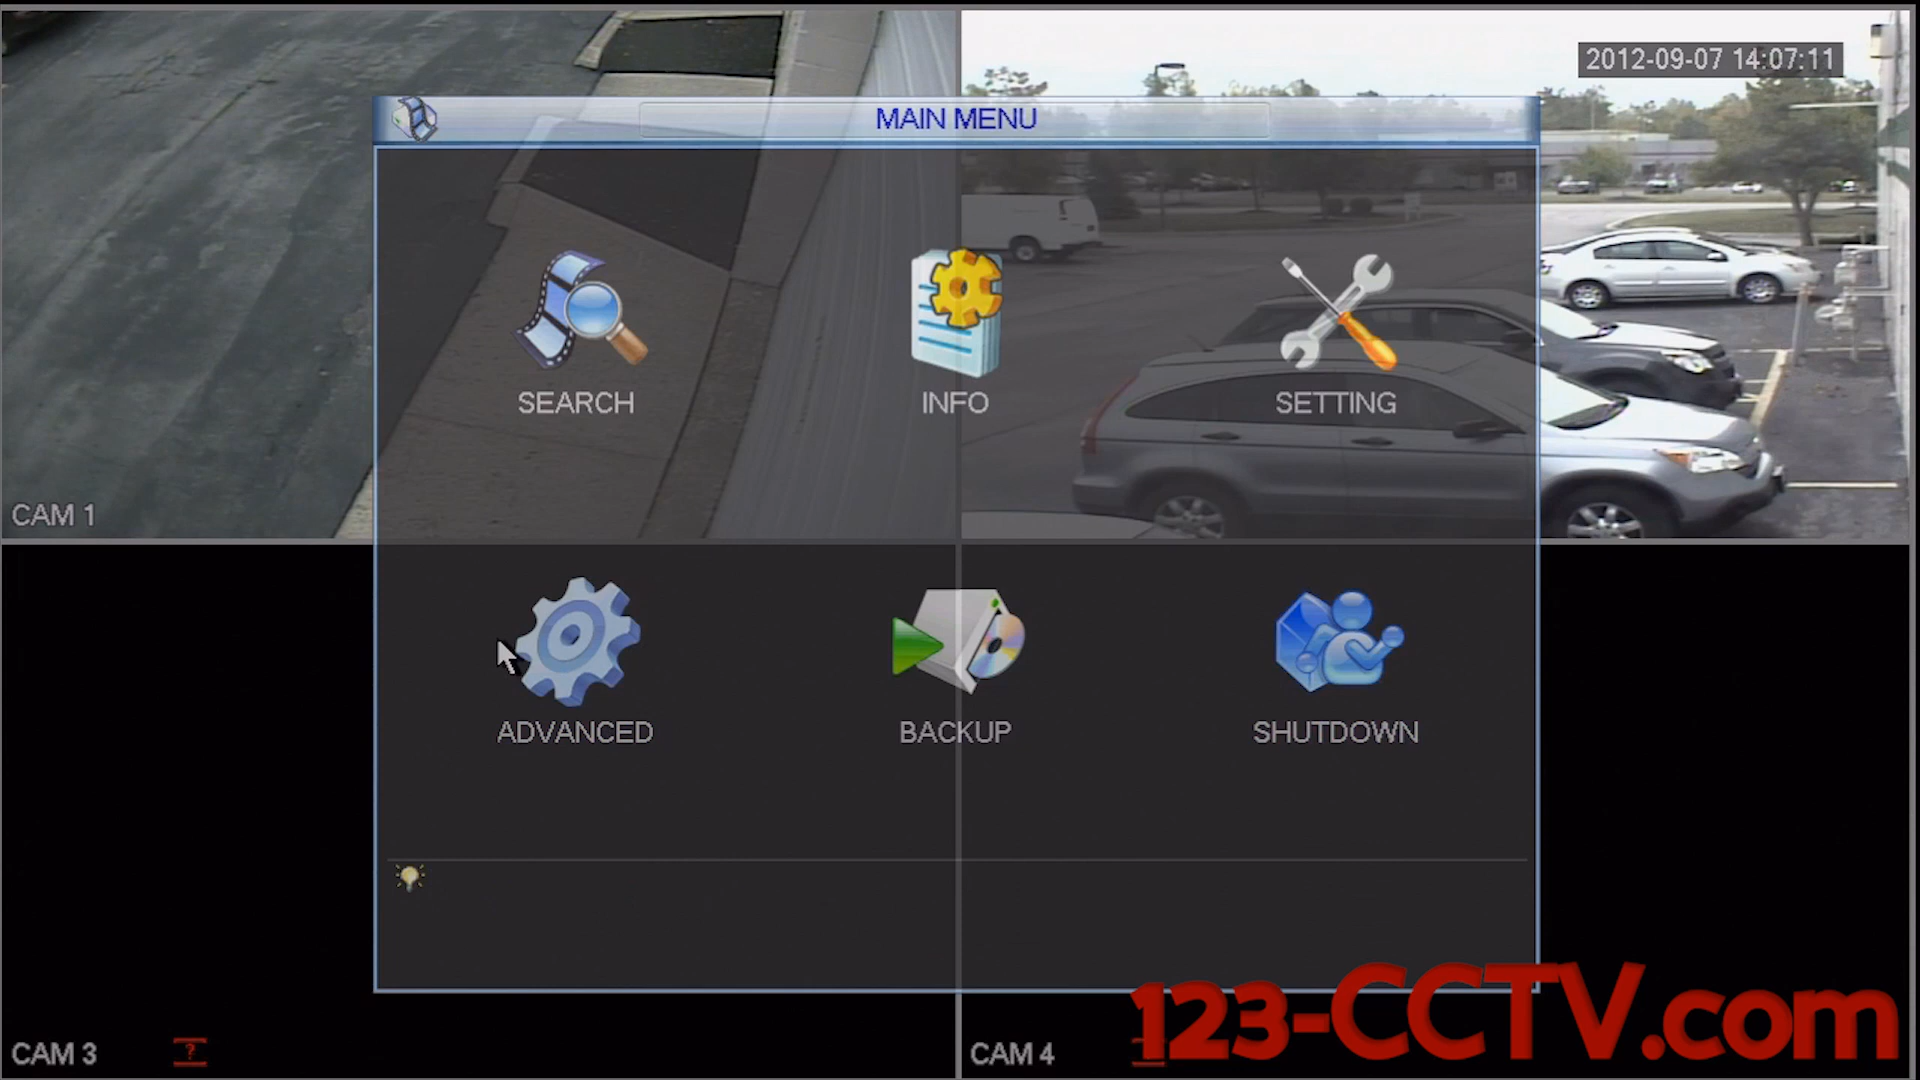 2012-09-07 14:07:11
MAIN MENU
SEARCH
INFO
SETTING
CAM 1
ADVANCED
BACKUP
SHUTDOWN
CAM 3
?
CAM 4
123-CCTV.com